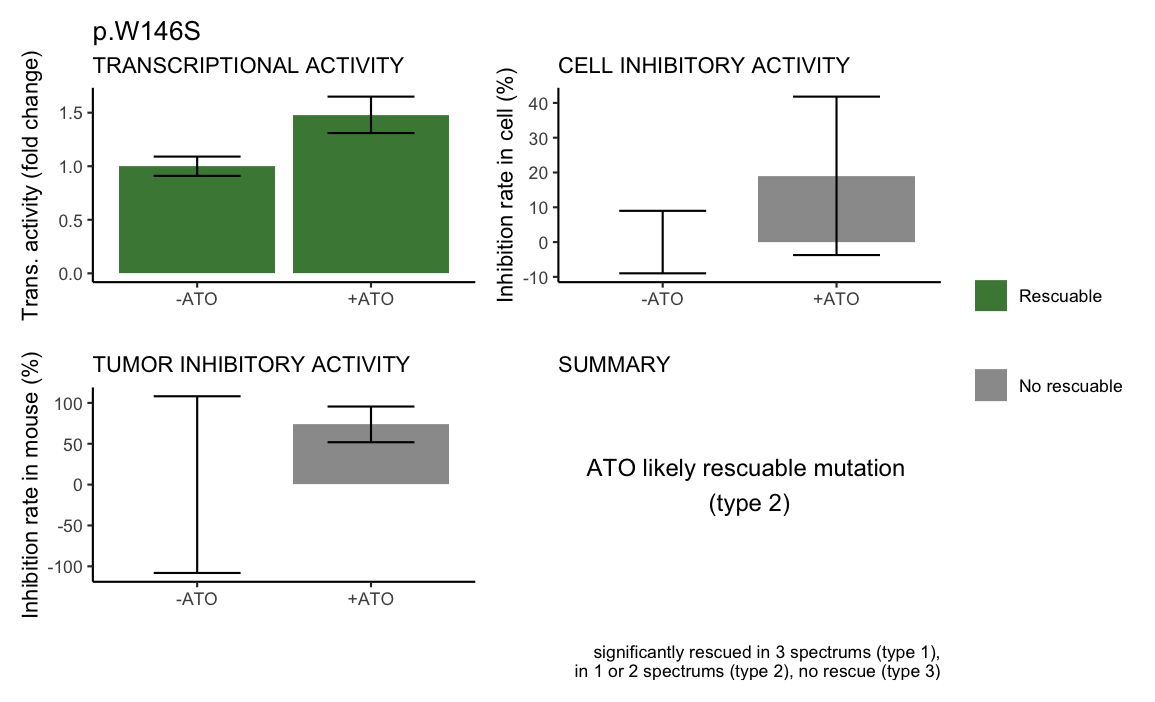 p.W146S
TRANSCRIPTIONAL ACTIVITY
Trans. activity (fold change)
1.5
1.0
0.5
0.0
-ATO
+ATO
CELL INHIBITORY ACTIVITY
Inhibition rate in cell (%)
40
30
20
10
0
-10
-ATO
+ATO
Rescuable
No rescuable
TUMOR INHIBITORY ACTIVITY
Inhibition rate in mouse (%)
100
50
0
-50
-100
-ATO
+ATO
SUMMARY
ATO likely rescuable mutation
(type 2)
significantly rescued in 3 spectrums (type 1),
in 1 or 2 spectrums (type 2), no rescue (type 3)